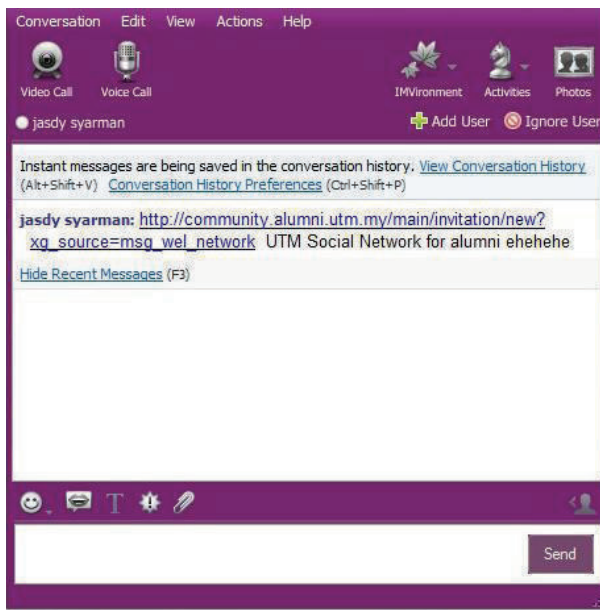 Conversation Edit View Actions Help
Video Call Voice Call IMVironment Activities Photos
jasdy syarman Add User Ignore User
Instant messages are being saved in the conversation history. View Conversation History
(Alt+Shift+V) Conversation History Preferences (Ctrl+Shift+P)
jasdy syarman: http://community.alumni.utm.my/main/invitation/new?
xg_source=msg_wel_network UTM Social Network for alumni ehehehe
Hide Recent Messages (F3)
T
Send